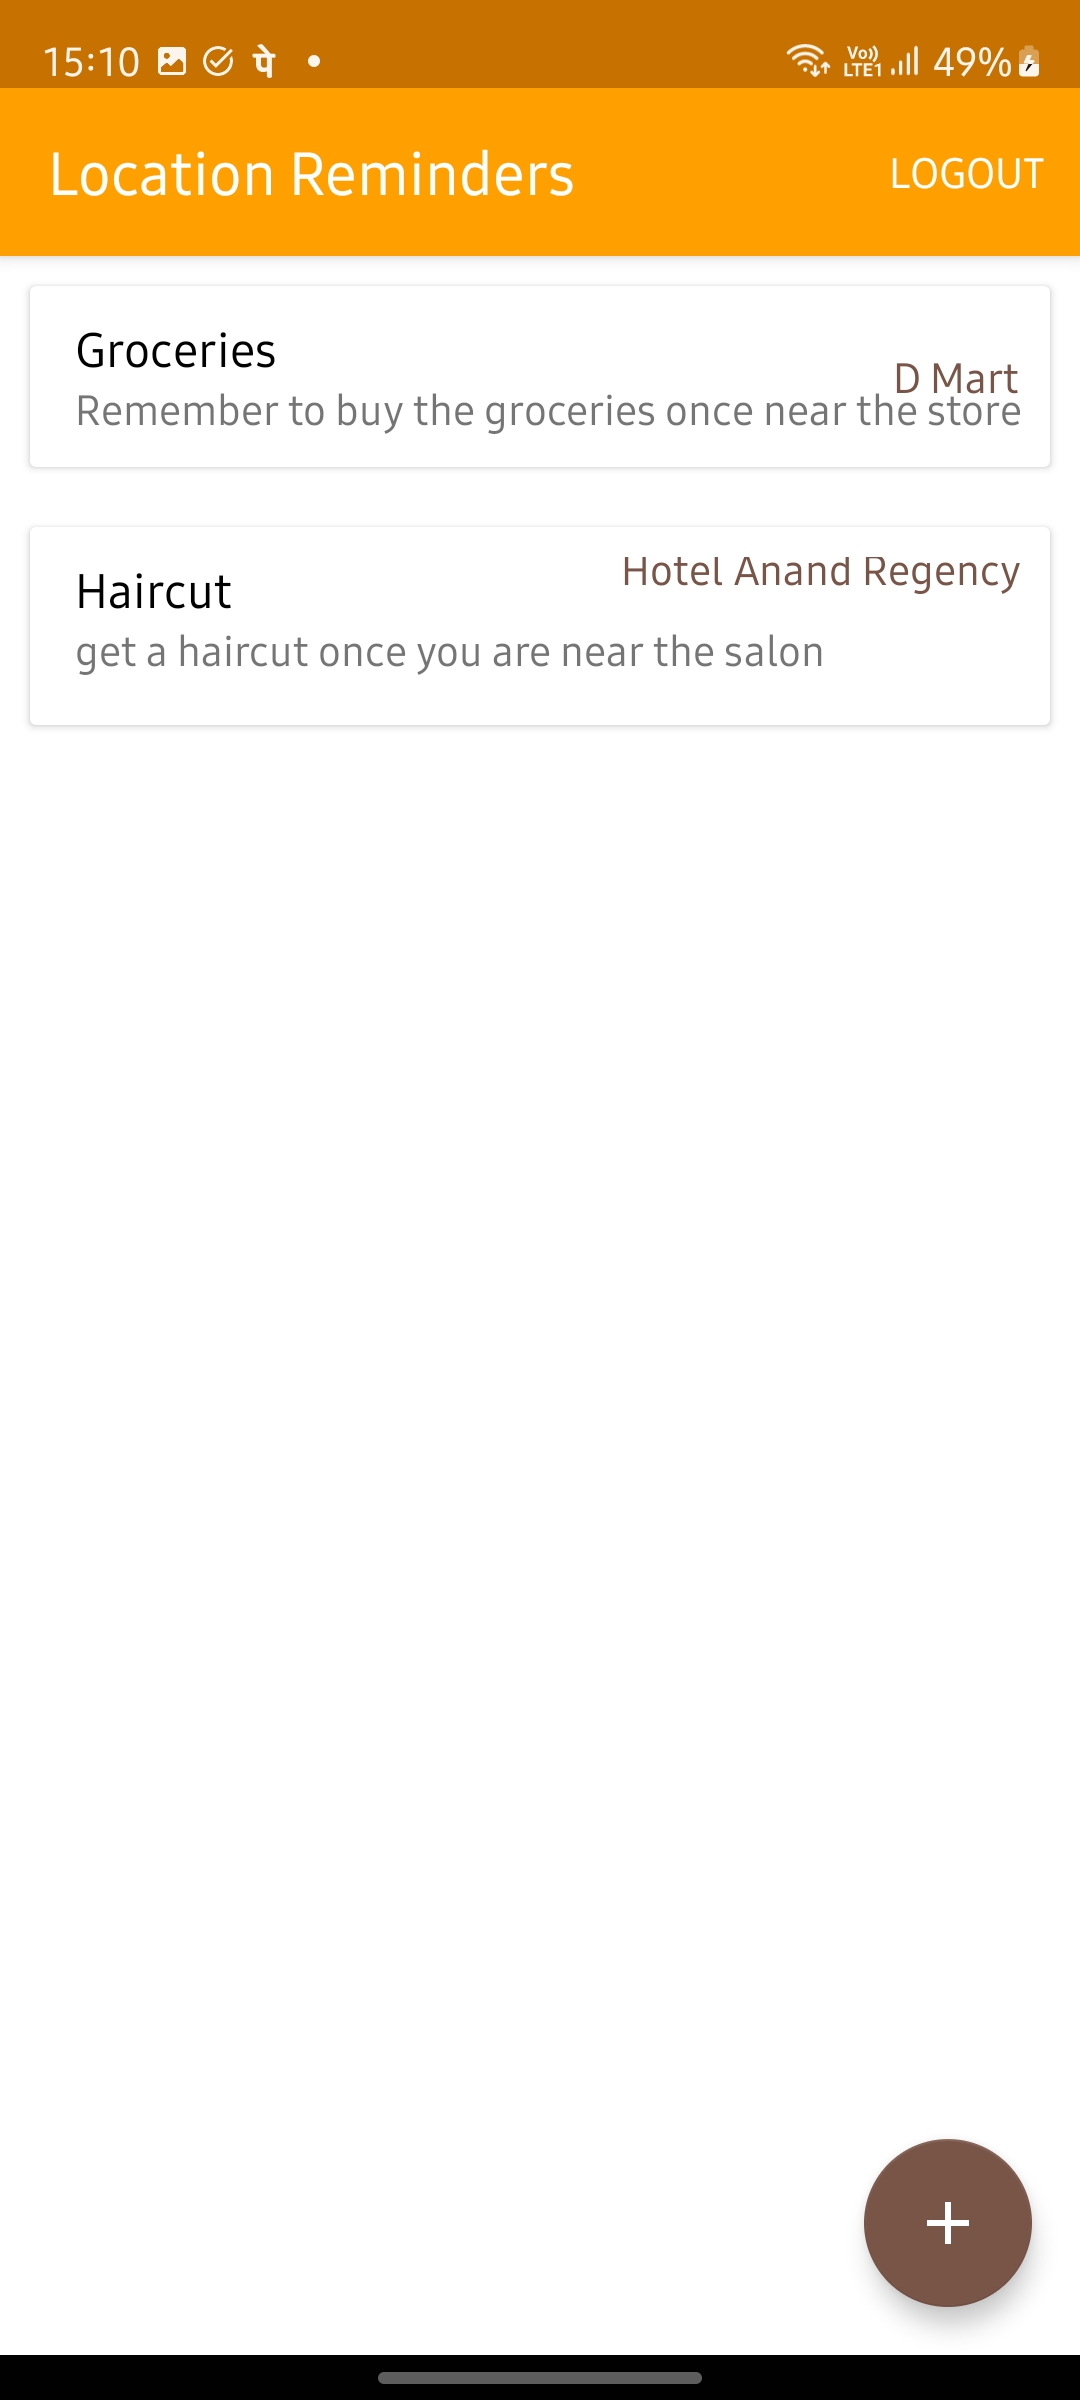 15:10 पे Vo)) LTE1 49%
Location Reminders LOGOUT
Groceries
D Mart
Remember to buy the groceries once near the store
Hotel Anand Regency
Haircut
get a haircut once you are near the salon